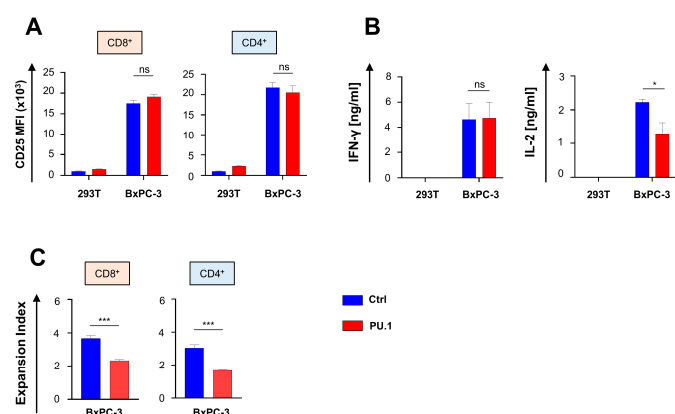 A
CD8+
CD4+
CD25 MFI (x10³)
25
20
15
10
5
0
ns
293T
BxPC-3
25
20
15
10
5
0
ns
293T
BxPC-3
B
IFN-γ [ng/ml]
8
6
4
2
0
ns
293T
BxPC-3
IL-2 [ng/ml]
3
2
1
0
*
293T
BxPC-3
C
CD8+
CD4+
Expansion Index
6
4
2
0
***
BxPC-3
6
4
2
0
***
BxPC-3
Ctrl
PU.1